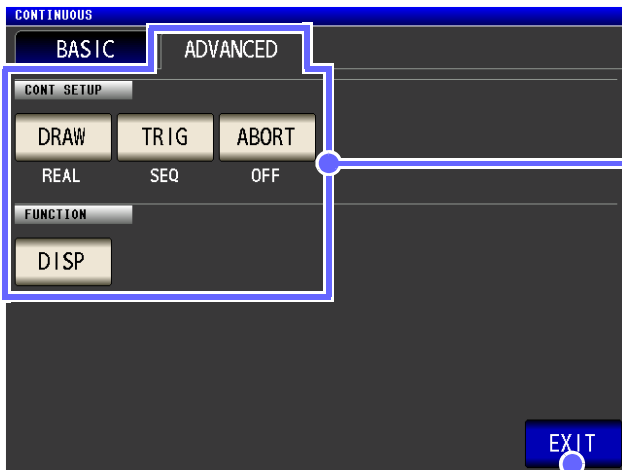 CONTINUOUS
BASIC ADVANCED
CONT SETUP
DRAW TRIG ABORT
REAL SEQ OFF
FUNCTION
DISP
EXIT